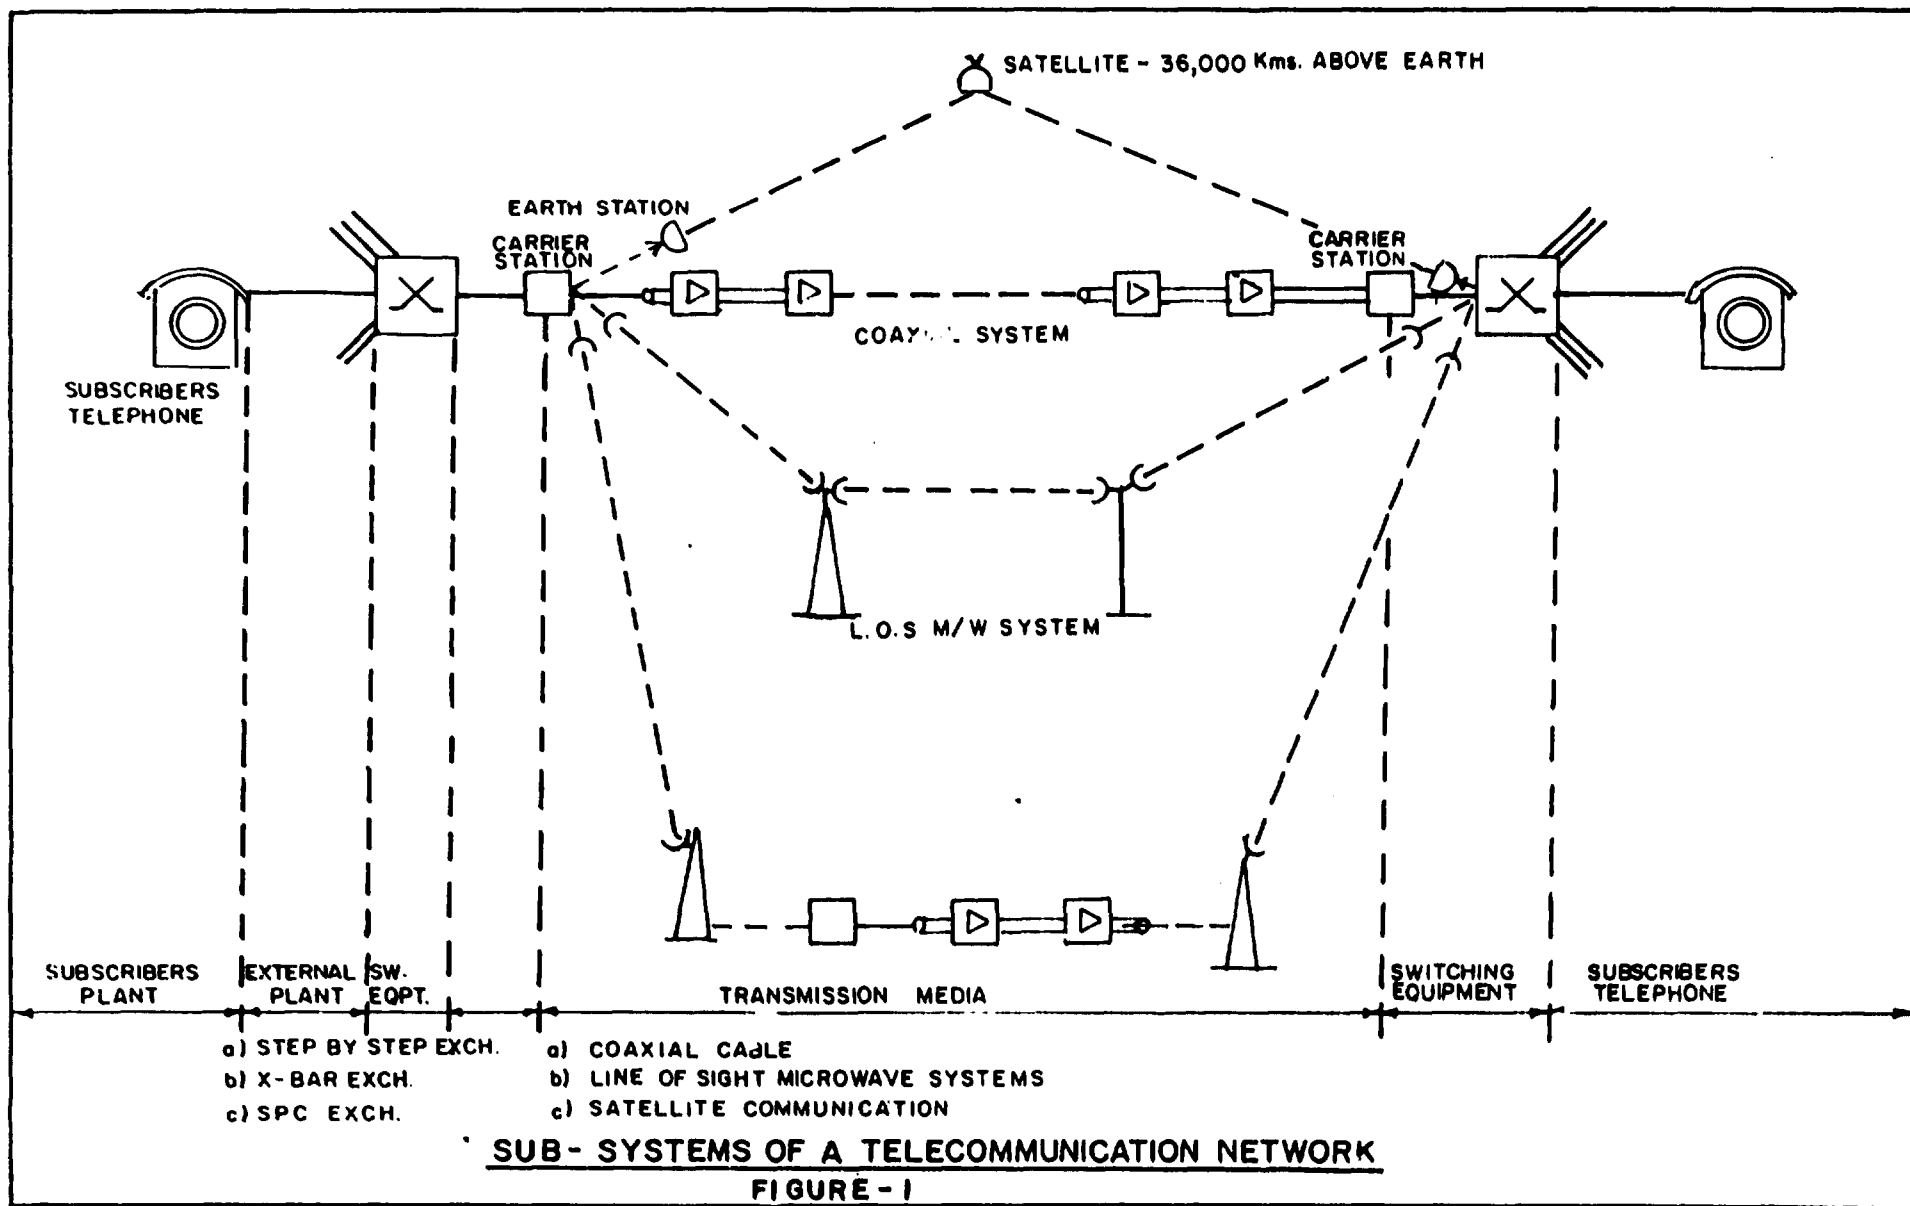 SATELLITE - 36,000 Kms. ABOVE EARTH
EARTH STATION
CARRIER
STATION
CARRIER
STATION
SYSTEM
SUBSCRIBERS
TELEPHONE
L.O.S M/W SYSTEM
SUBSCRIBERS
PLANT
EXTERNAL
PLANT
SW.
EQPT.
TRANSMISSION MEDIA
SWITCHING
EQUIPMENT
SUBSCRIBERS
TELEPHONE
a) STEP BY STEP EXCH.
b) X-BAR EXCH.
c) SPC EXCH.
a) COAXIAL CABLE
b) LINE OF SIGHT MICROWAVE SYSTEMS
c) SATELLITE COMMUNICATION
SUB-SYSTEMS OF A TELECOMMUNICATION NETWORK
FIGURE-1